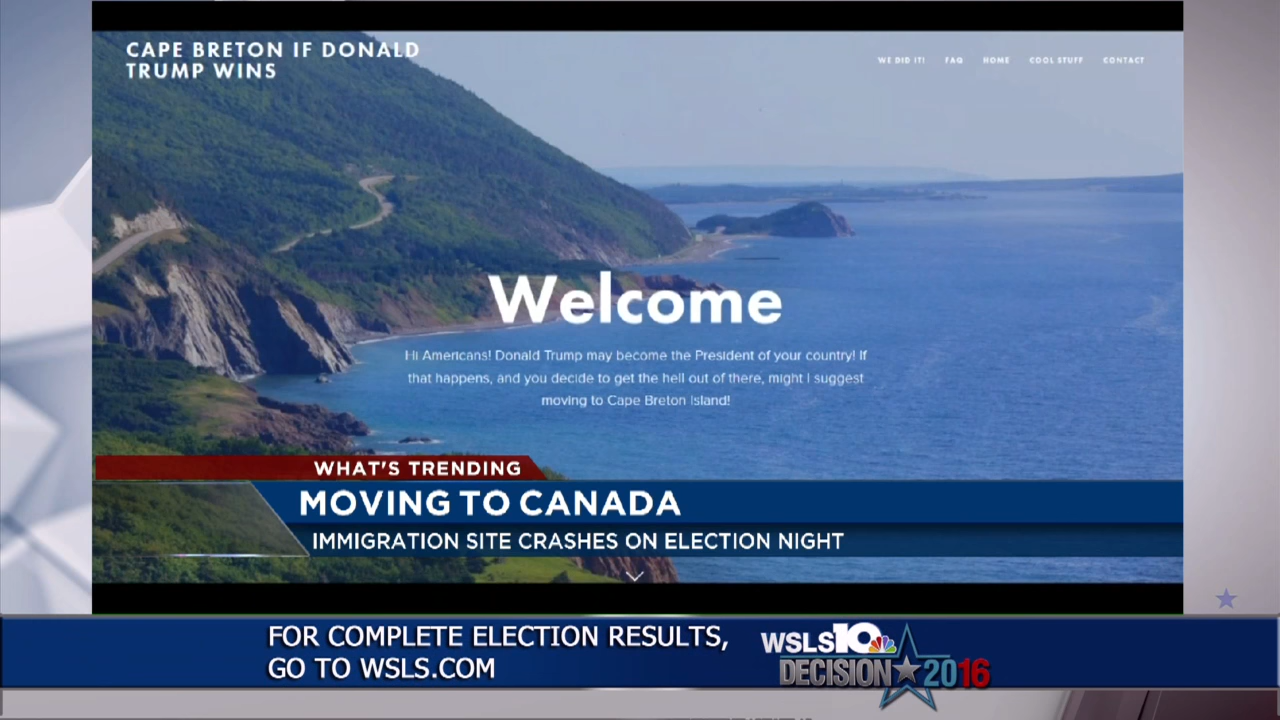 CAPE BRETON IF DONALD
TRUMP WINS
WE DID IT! FAQ HOME COOL STUFF CONTACT
Welcome
Hi Americans! Donald Trump may become the President of your country! If
that happens, and you decide to get the hell out of there, might I suggest
moving to Cape Breton Island!
WHAT'S TRENDING
MOVING TO CANADA
IMMIGRATION SITE CRASHES ON ELECTION NIGHT
FOR COMPLETE ELECTION RESULTS,
GO TO WSLS.COM
WSLS10
DECISION 2016